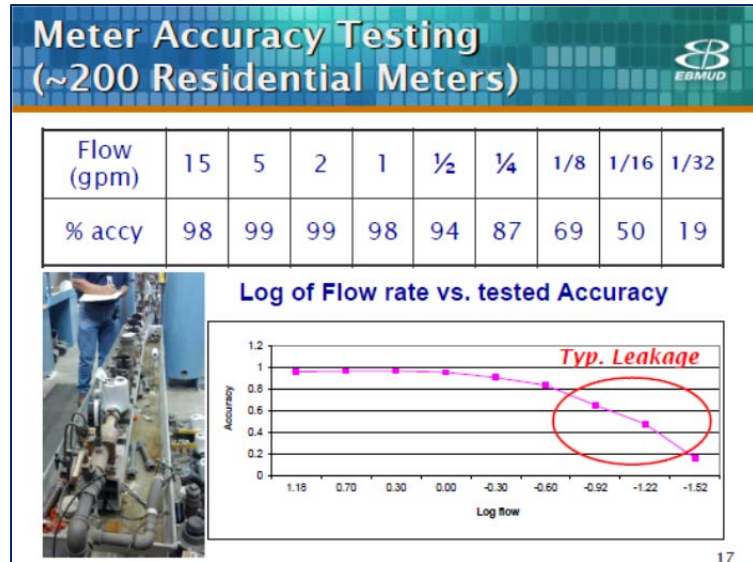 Meter Accuracy Testing
(~200 Residential Meters)
EBMUD
Flow (gpm) 15 5 2 1 ½ ¼ 1/8 1/16 1/32
% accy 98 99 99 98 94 87 69 50 19
Log of Flow rate vs. tested Accuracy
Typ. Leakage
Accuracy
1.2
1
0.8
0.6
0.4
0.2
0
1.18 0.70 0.30 0.00 -0.30 -0.60 -0.92 -1.22 -1.52
Log flow
17